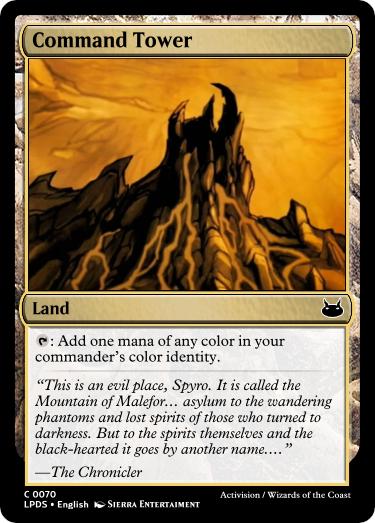 Command Tower
Land
: Add one mana of any color in your
commander's color identity.
“This is an evil place, Spyro. It is called the
Mountain of Malefor… asylum to the wandering
phantoms and lost spirits of those who turned to
darkness. But to the spirits themselves and the
black-hearted it goes by another name.…”
—The Chronicler
C 0070
LPDS • English Sierra Entertaiment
Activision / Wizards of the Coast